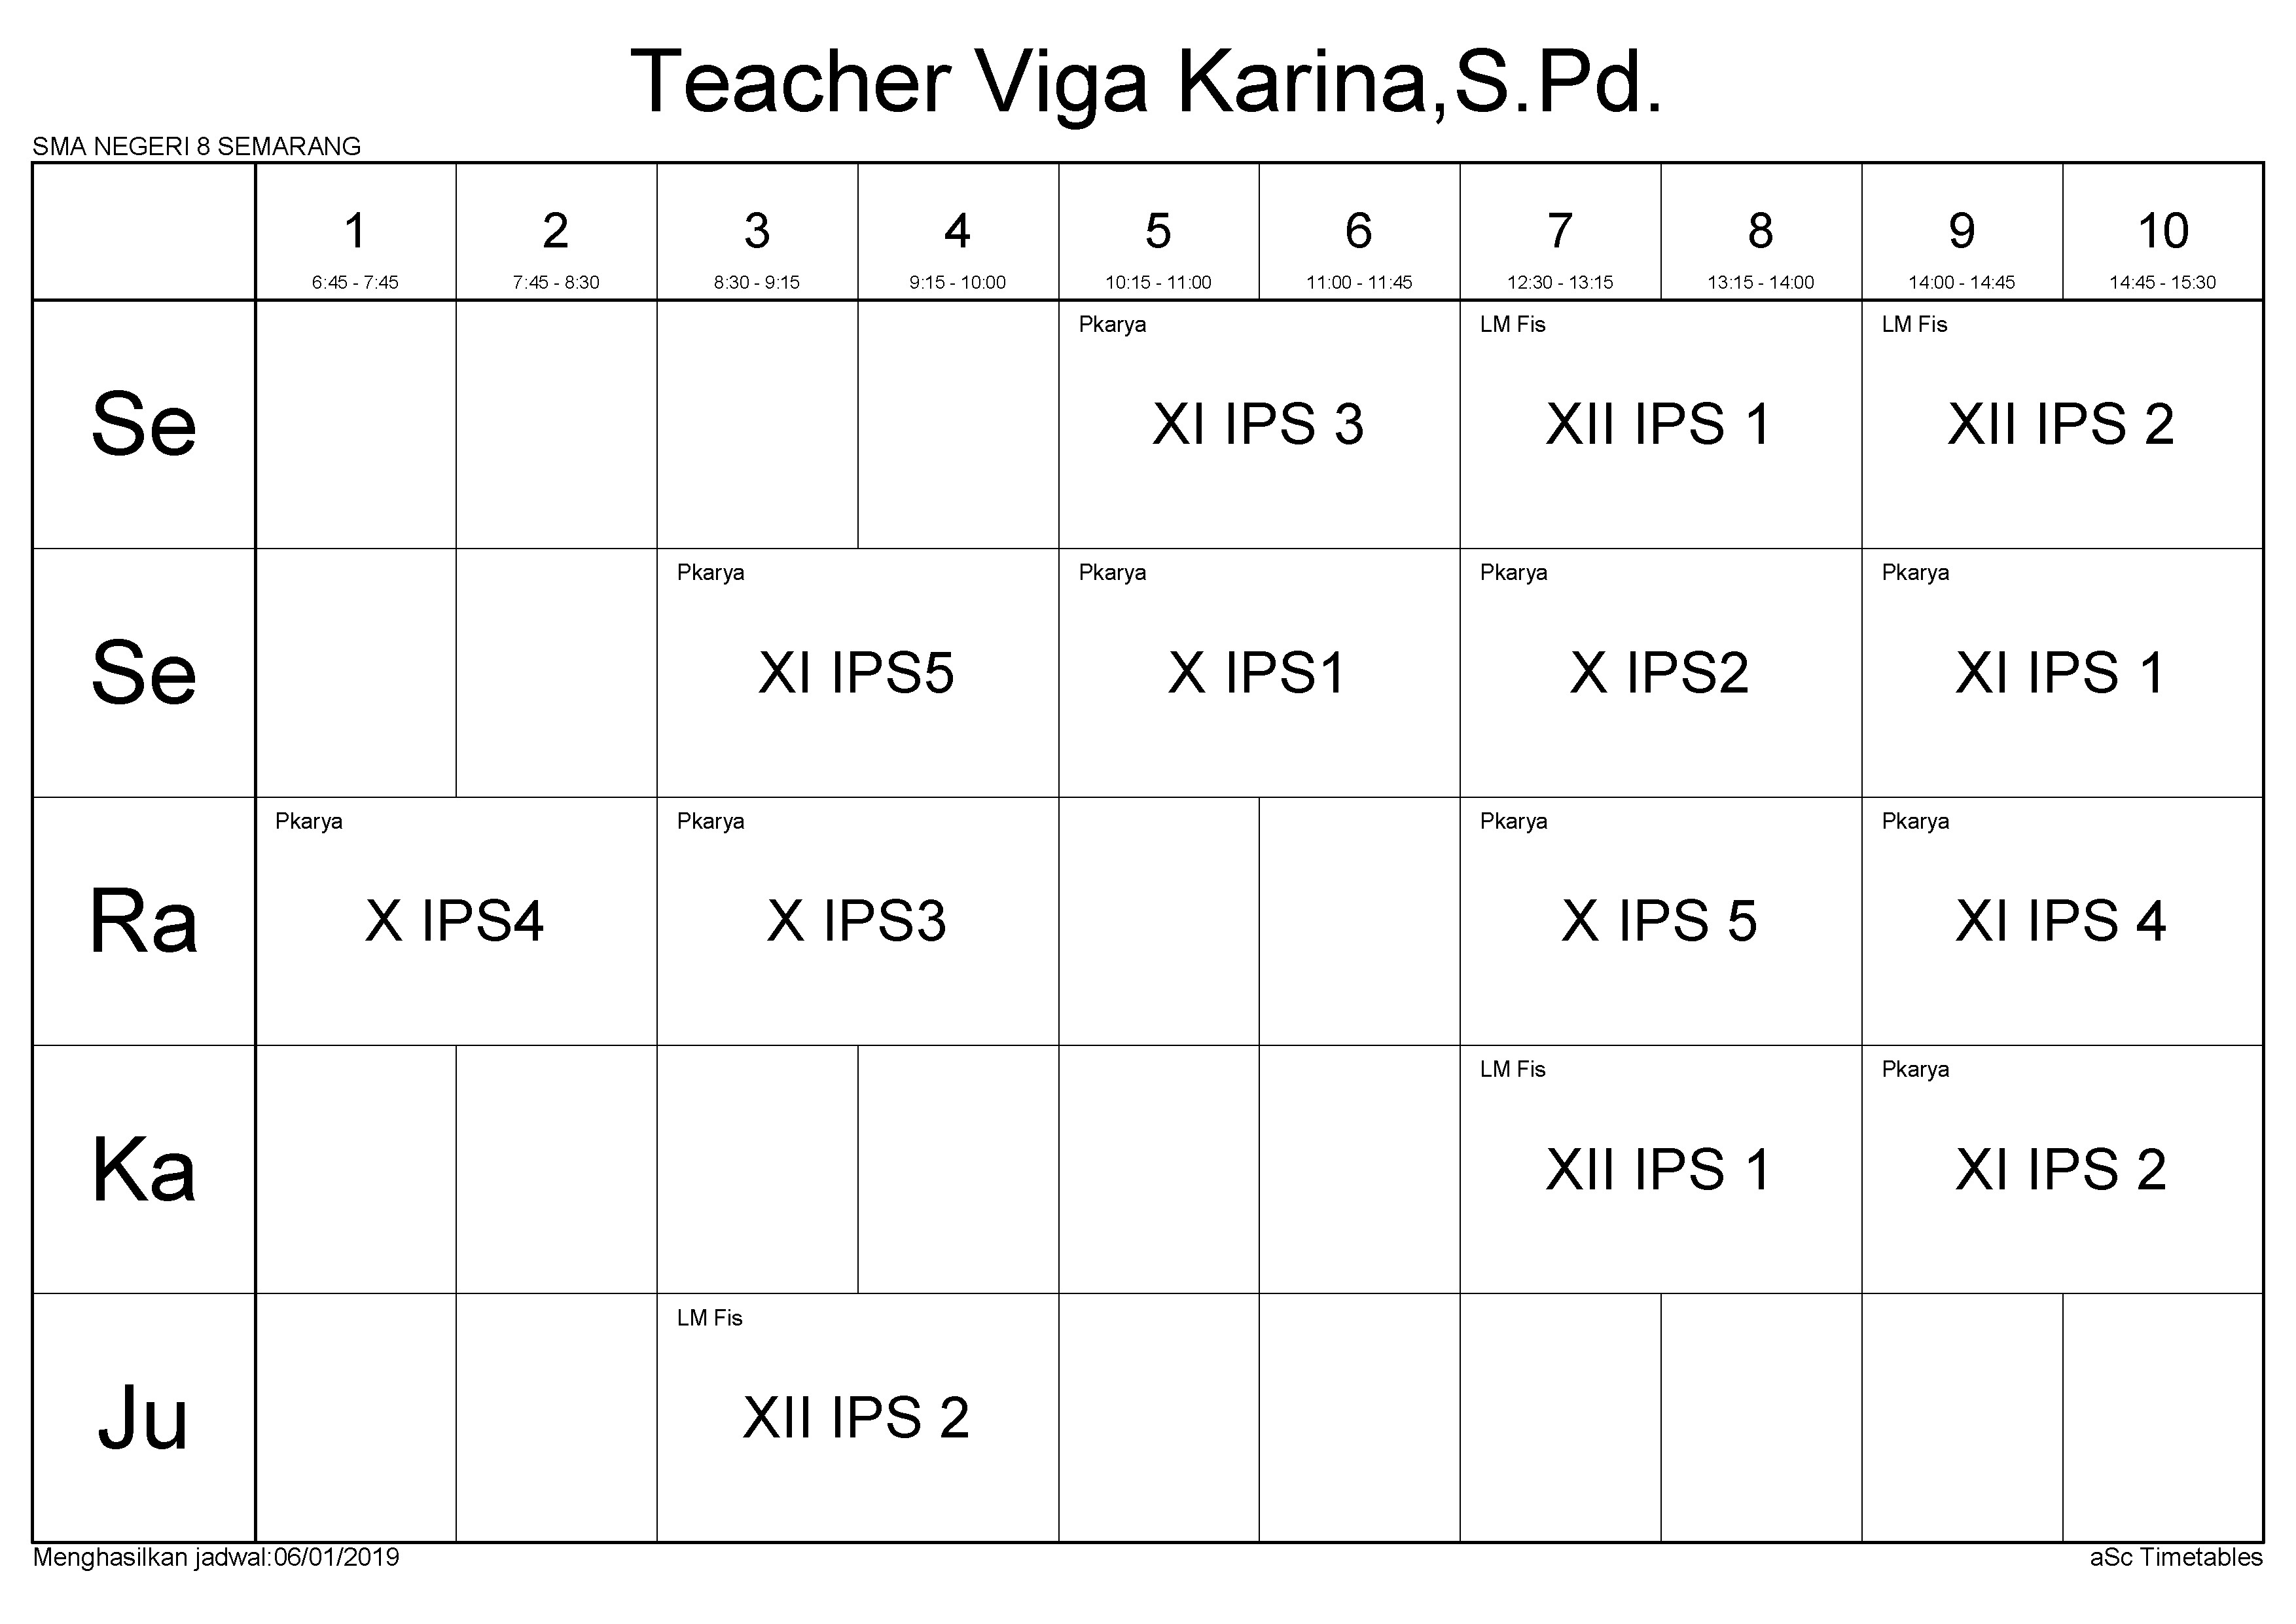 Teacher Viga Karina,S.Pd.
SMA NEGERI 8 SEMARANG
1 2 3 4 5 6 7 8 9 10
6:45 - 7:45 7:45 - 8:30 8:30 - 9:15 9:15 - 10:00 10:15 - 11:00 11:00 - 11:45 12:30 - 13:15 13:15 - 14:00 14:00 - 14:45 14:45 - 15:30
Pkarya LM Fis LM Fis
Se XI IPS 3 XII IPS 1 XII IPS 2
Pkarya Pkarya Pkarya Pkarya
Se XI IPS5 X IPS1 X IPS2 XI IPS 1
Pkarya Pkarya Pkarya Pkarya
Ra X IPS4 X IPS3 X IPS 5 XI IPS 4
LM Fis Pkarya
Ka XII IPS 1 XI IPS 2
LM Fis
Ju XII IPS 2
Menghasilkan jadwal:06/01/2019 aSc Timetables